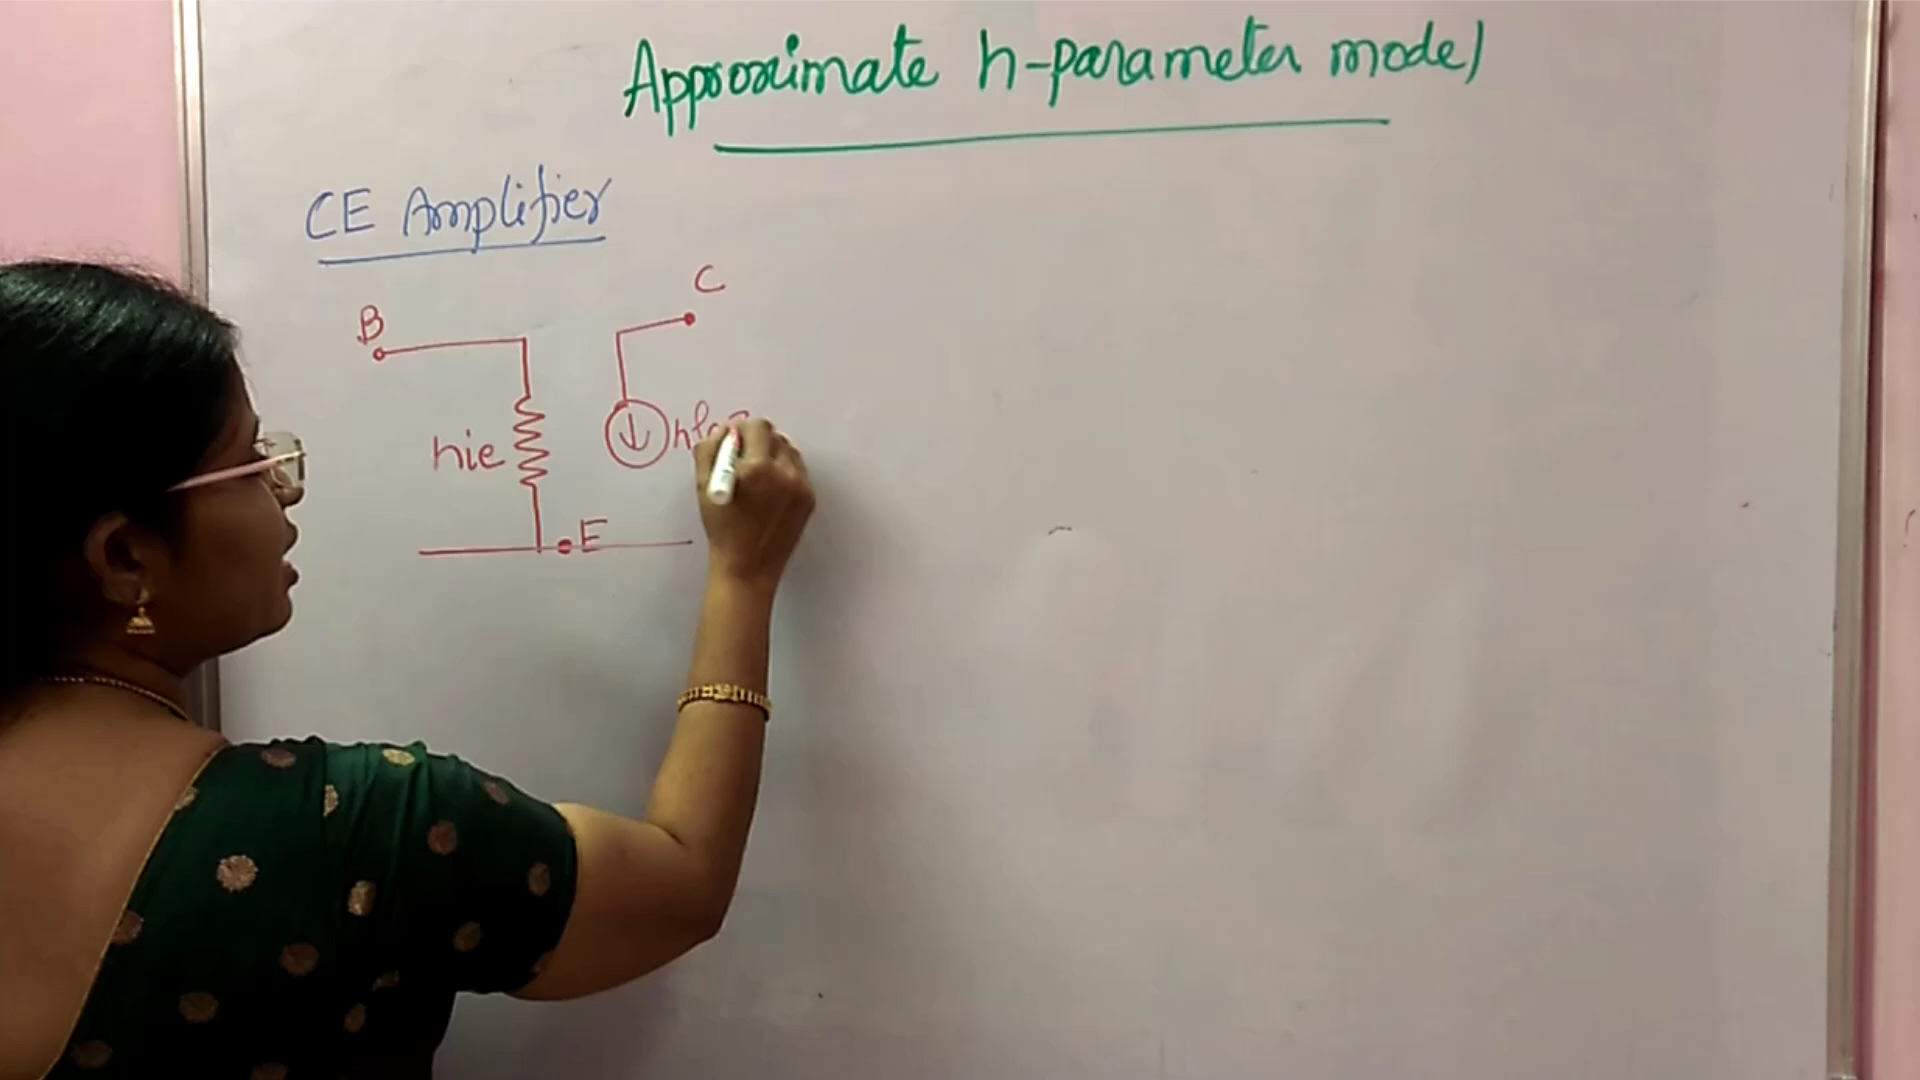 Approximate h-parameter model
CE Amplifier
C
B
hie
E